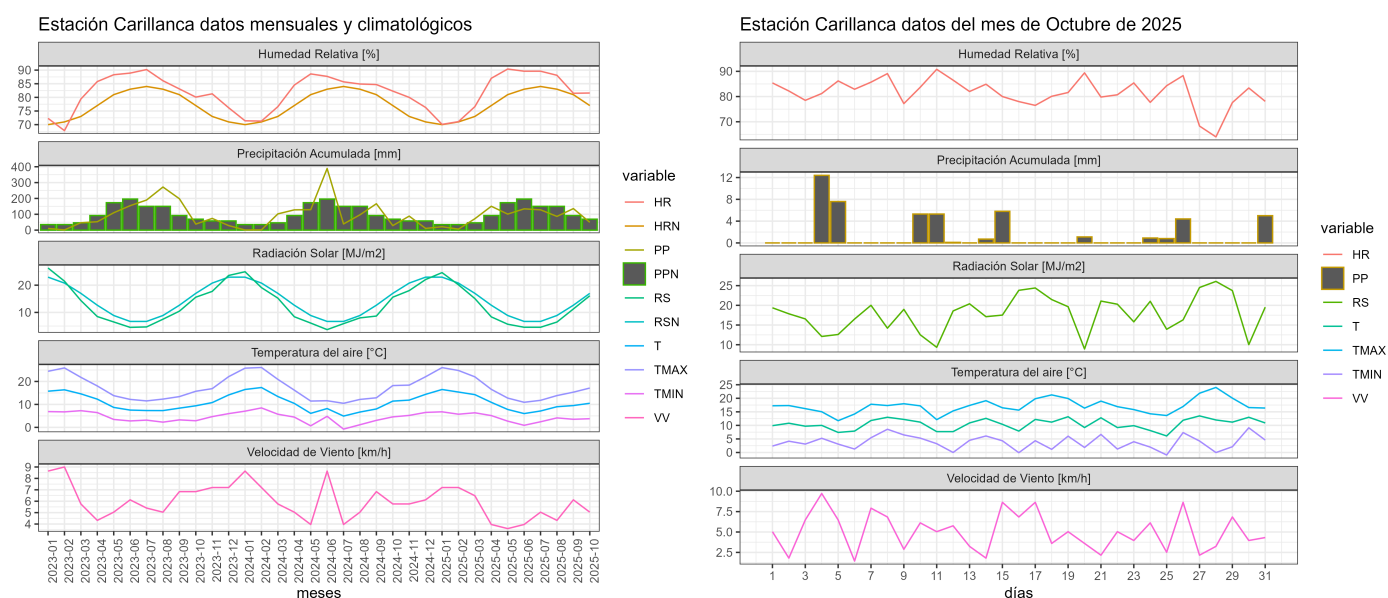 Estación Carillanca datos mensuales y climatológicos
Humedad Relativa [%]
90
85
80
75
70
Precipitación Acumulada [mm]
400
300
200
100
0
Radiación Solar [MJ/m2]
20
10
Temperatura del aire [°C]
20
10
0
Velocidad de Viento [km/h]
9
8
7
6
5
4
2023-01
2023-02
2023-03
2023-04
2023-05
2023-06
2023-07
2023-08
2023-09
2023-10
2023-11
2023-12
2024-01
2024-02
2024-03
2024-04
2024-05
2024-06
2024-07
2024-08
2024-09
2024-10
2024-11
2024-12
2025-01
2025-02
2025-03
2025-04
2025-05
2025-06
2025-07
2025-08
2025-09
2025-10
meses
variable
HR
HRN
PP
PPN
RS
RSN
T
TMAX
TMIN
VV
Estación Carillanca datos del mes de Octubre de 2025
Humedad Relativa [%]
90
80
70
Precipitación Acumulada [mm]
12
8
4
0
Radiación Solar [MJ/m2]
25
20
15
10
Temperatura del aire [°C]
25
20
15
10
5
0
Velocidad de Viento [km/h]
10.0
7.5
5.0
2.5
1 3 5 7 9 11 13 15 17 19 21 23 25 27 29 31
días
variable
HR
PP
RS
T
TMAX
TMIN
VV